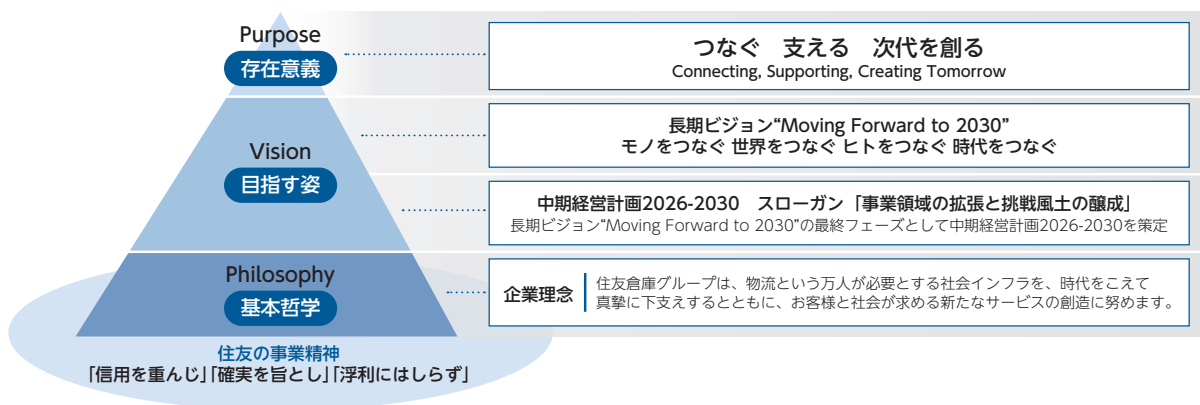 Purpose
存在意義
つなぐ 支える 次代を創る
Connecting, Supporting, Creating Tomorrow
Vision
目指す姿
長期ビジョン“Moving Forward to 2030”
モノをつなぐ 世界をつなぐ ヒトをつなぐ 時代をつなぐ
中期経営計画2026-2030 スローガン「事業領域の拡張と挑戦風土の醸成」
長期ビジョン“Moving Forward to 2030”の最終フェーズとして中期経営計画2026-2030を策定
Philosophy
基本哲学
企業理念
住友倉庫グループは、物流という万人が必要とする社会インフラを、時代をこえて
真摯に下支えするとともに、お客様と社会が求める新たなサービスの創造に努めます。
住友の事業精神
「信用を重んじ」「確実を旨とし」「浮利にはしらず」